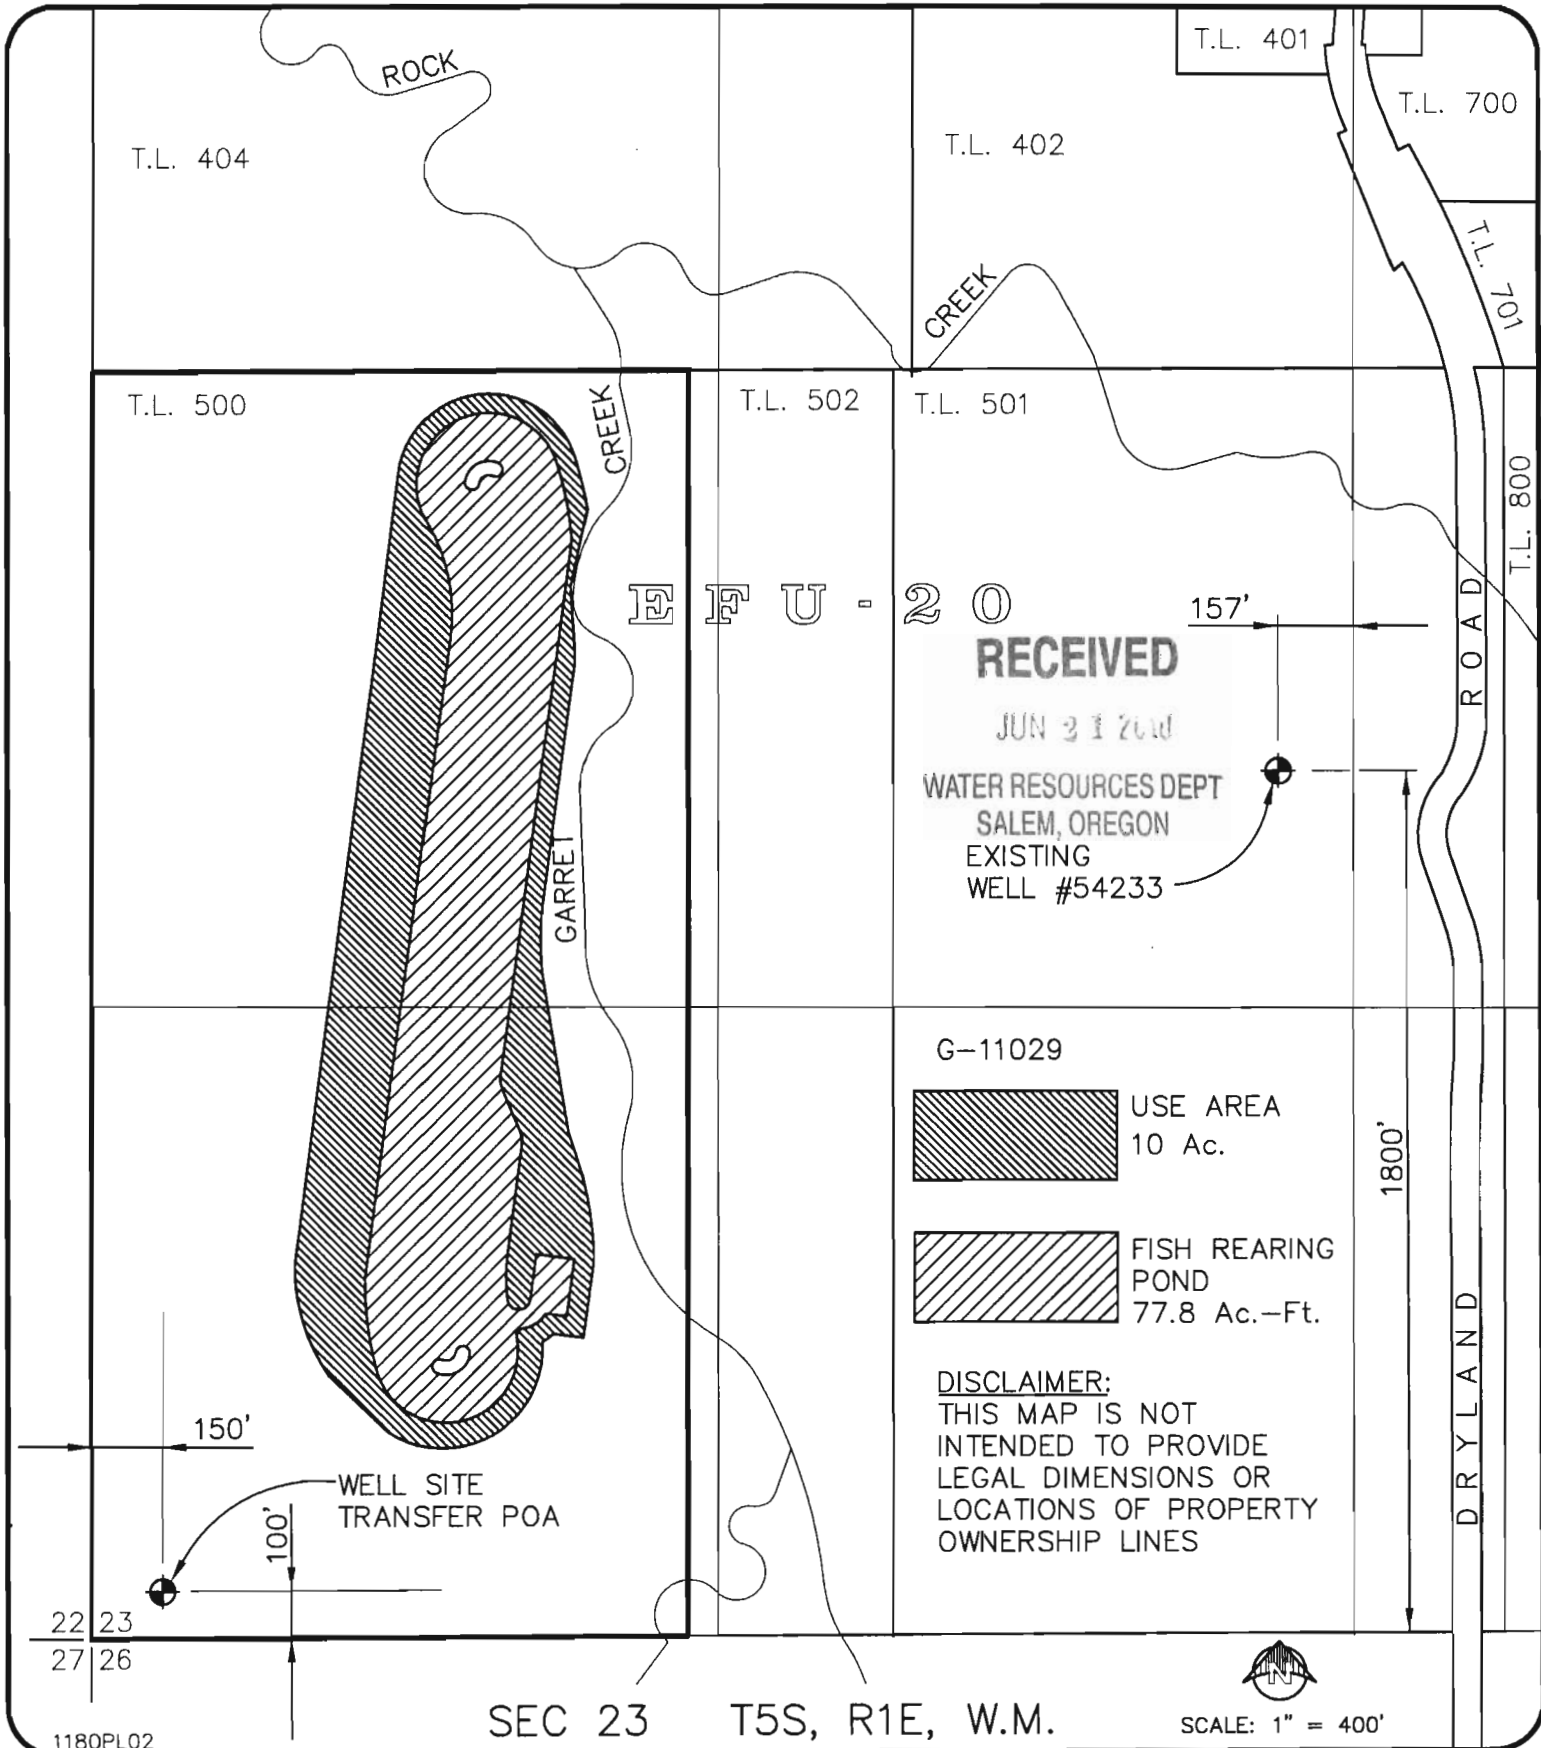 T.L. 401
ROCK
T.L. 700
T.L. 404
T.L. 402
T.L. 701
CREEK
T.L. 500
CREEK
T.L. 502
T.L. 501
T.L. 800
EFU-20
157'
ROAD
RECEIVED
JUN
WATER RESOURCES DEPT
SALEM, OREGON
EXISTING
WELL #54233
GARRET
G-11029
USE AREA
10 Ac.
1800'
FISH REARING
POND
77.8 Ac.-Ft.
DRYLAND
DISCLAIMER:
THIS MAP IS NOT
INTENDED TO PROVIDE
LEGAL DIMENSIONS OR
LOCATIONS OF PROPERTY
OWNERSHIP LINES
150'
WELL SITE
TRANSFER POA
100'
22 23
27 26
N
SEC 23 T5S, R1E, W.M.
SCALE: 1" = 400'
1180PL02